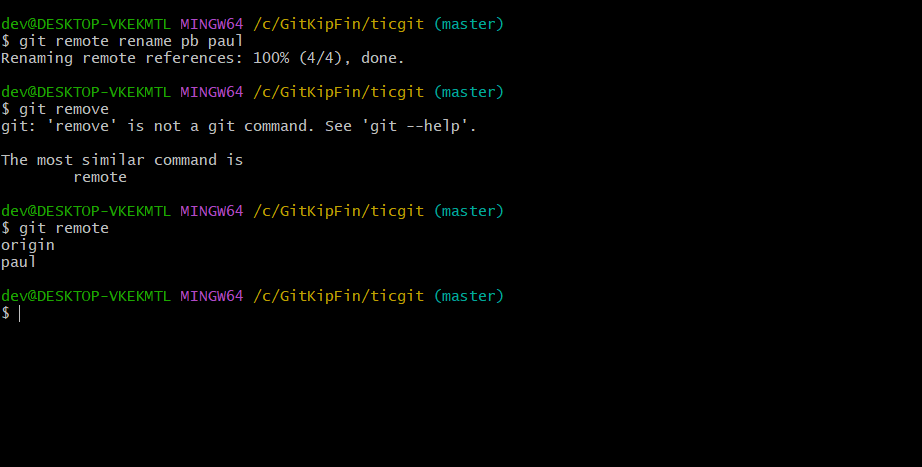 dev@DESKTOP-VKEKMTL MINGW64 /c/GitKipFin/ticgit (master)
$ git remote rename pb paul
Renaming remote references: 100% (4/4), done.
dev@DESKTOP-VKEKMTL MINGW64 /c/GitKipFin/ticgit (master)
$ git remove
git: 'remove' is not a git command. See 'git --help'.
The most similar command is
remote
dev@DESKTOP-VKEKMTL MINGW64 /c/GitKipFin/ticgit (master)
$ git remote
origin
paul
dev@DESKTOP-VKEKMTL MINGW64 /c/GitKipFin/ticgit (master)
$